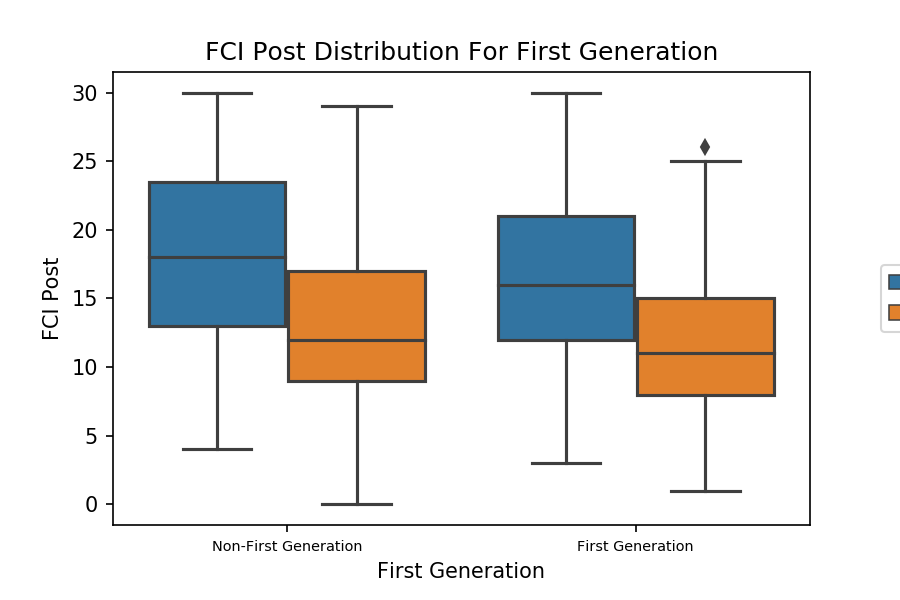 FCI Post Distribution For First Generation
30
25
20
15
10
5
0
FCI Post
Non-First Generation
First Generation
First Generation